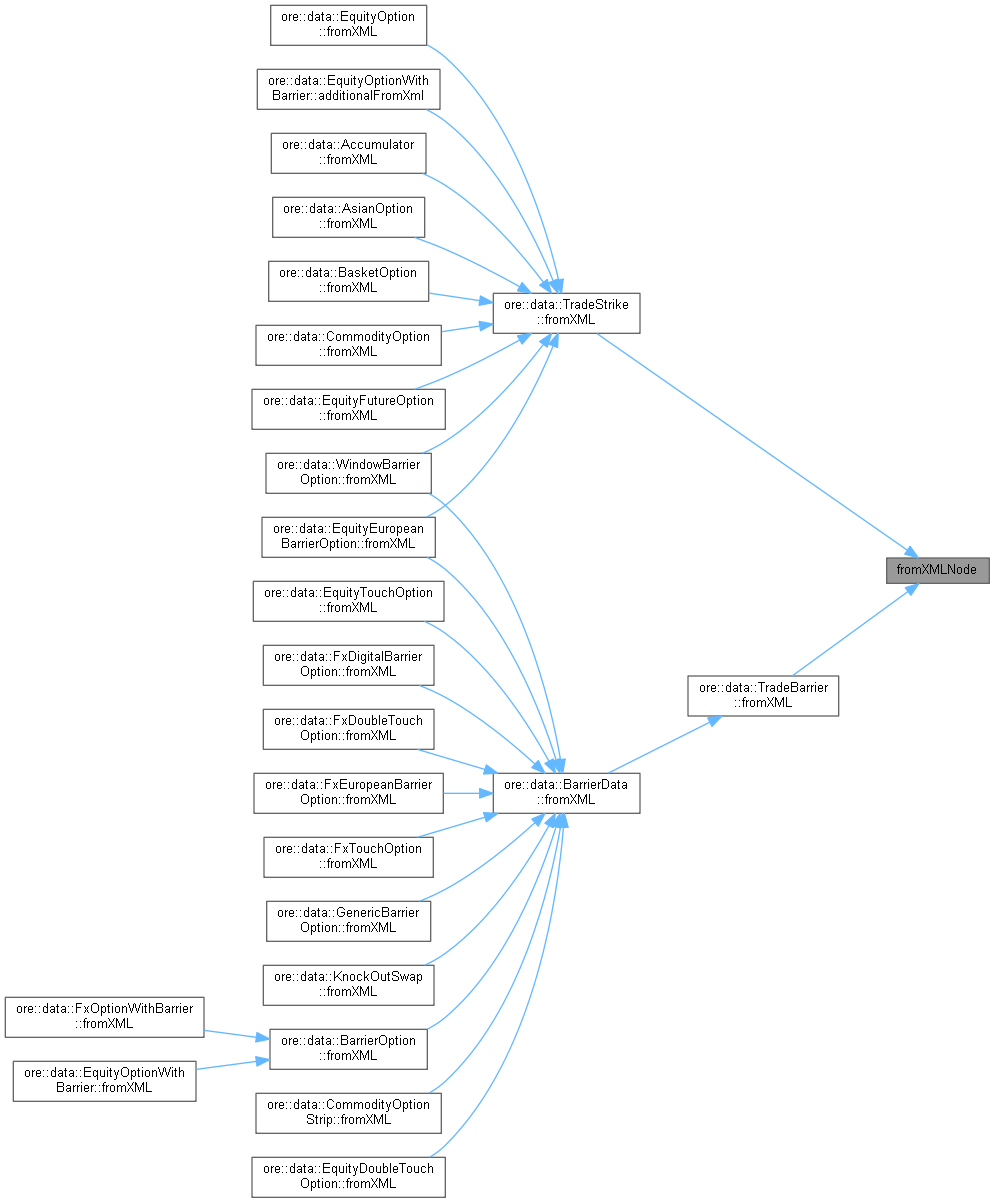 ore::data::EquityOption
::fromXML
ore::data::EquityOptionWith
Barrier::additionalFromXml
ore::data::Accumulator
::fromXML
ore::data::AsianOption
::fromXML
ore::data::BasketOption
::fromXML
ore::data::TradeStrike
::fromXML
ore::data::CommodityOption
::fromXML
ore::data::EquityFutureOption
::fromXML
ore::data::WindowBarrier
Option::fromXML
ore::data::EquityEuropean
BarrierOption::fromXML
fromXMLNode
ore::data::EquityTouchOption
::fromXML
ore::data::FxDigitalBarrier
Option::fromXML
ore::data::TradeBarrier
::fromXML
ore::data::FxDoubleTouch
Option::fromXML
ore::data::FxEuropeanBarrier
Option::fromXML
ore::data::BarrierData
::fromXML
ore::data::FxTouchOption
::fromXML
ore::data::GenericBarrier
Option::fromXML
ore::data::KnockOutSwap
::fromXML
ore::data::FxOptionWithBarrier
::fromXML
ore::data::BarrierOption
::fromXML
ore::data::EquityOptionWith
Barrier::fromXML
ore::data::CommodityOption
Strip::fromXML
ore::data::EquityDoubleTouch
Option::fromXML